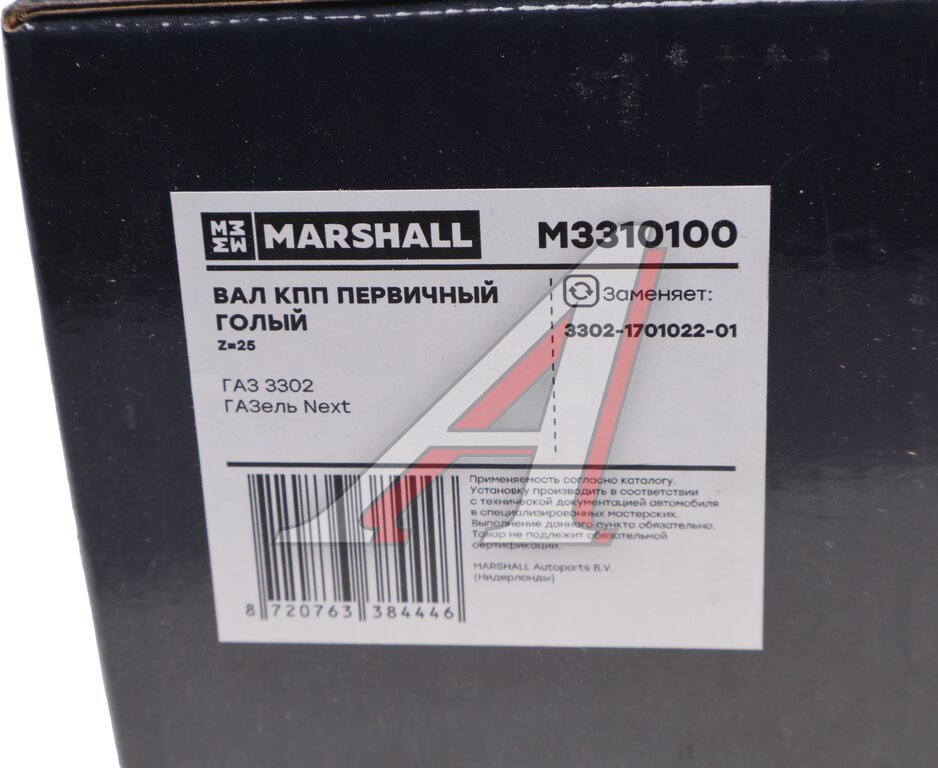 MARSHALL
M3310100
ВАЛ КПП ПЕРВИЧНЫЙ
ГОЛЫЙ
Z=25
ГАЗ 3302
ГАЗель Next
Заменяет:
3302-1701022-01
Применяемость согласно каталогу.
Установку производить в соответствии
с технической документацией автомобиля
в специализированных мастерских.
Выполнение данного пункта обязательно.
Товар не подлежит обязательной
сертификации.
MARSHALL Autoparts B.V.
(Нидерланды)
8 720763 384446